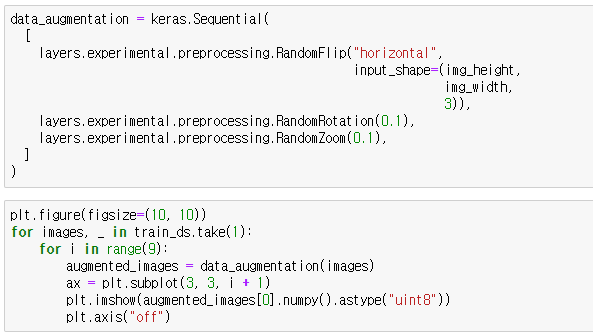 data_augmentation = keras.Sequential(
  [
    layers.experimental.preprocessing.RandomFlip("horizontal",
                                                 input_shape=(img_height,
                                                              img_width,
                                                              3)),
    layers.experimental.preprocessing.RandomRotation(0.1),
    layers.experimental.preprocessing.RandomZoom(0.1),
  ]
)
plt.figure(figsize=(10, 10))
for images, _ in train_ds.take(1):
    for i in range(9):
        augmented_images = data_augmentation(images)
        ax = plt.subplot(3, 3, i + 1)
        plt.imshow(augmented_images[0].numpy().astype("uint8"))
        plt.axis("off")